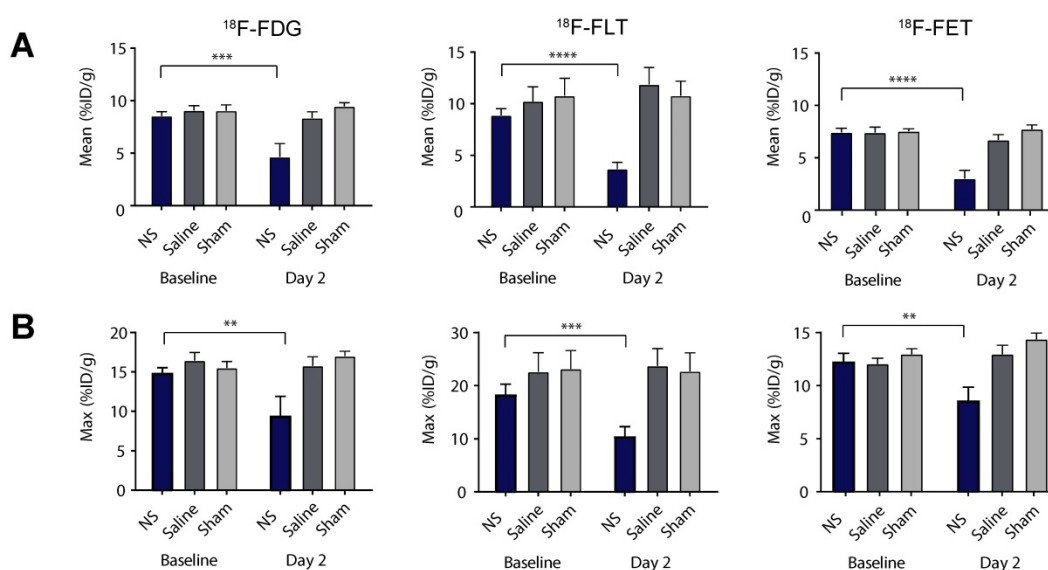 ¹⁸F-FDG
¹⁸F-FLT
¹⁸F-FET
A
Mean (%ID/g)
15
10
5
0
***
NS
Saline
Sham
NS
Saline
Sham
Baseline
Day 2
Mean (%ID/g)
15
10
5
0
****
NS
Saline
Sham
NS
Saline
Sham
Baseline
Day 2
Mean (%ID/g)
15
10
5
0
****
NS
Saline
Sham
NS
Saline
Sham
Baseline
Day 2
B
Max (%ID/g)
20
15
10
5
0
**
NS
Saline
Sham
NS
Saline
Sham
Baseline
Day 2
Max (%ID/g)
30
20
10
0
***
NS
Saline
Sham
NS
Saline
Sham
Baseline
Day 2
Max (%ID/g)
15
10
5
0
**
NS
Saline
Sham
NS
Saline
Sham
Baseline
Day 2